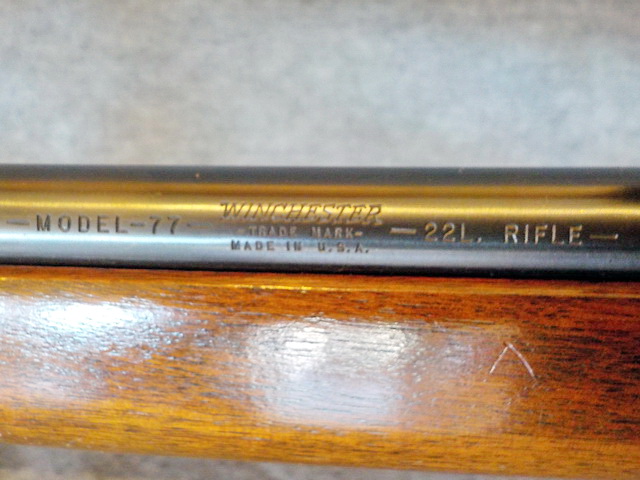 —MODEL-77- WINCHESTER —22L. RIFLE—
-TRADE MARK-
MADE IN U.S.A.